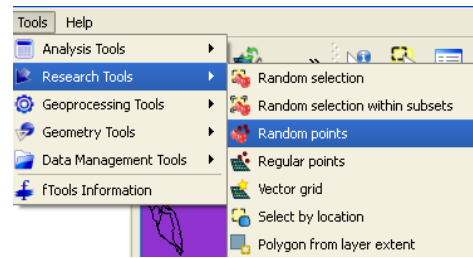 Tools Help
Analysis Tools
Research Tools
Geoprocessing Tools
Geometry Tools
Data Management Tools
fTools Information
Random selection
Random selection within subsets
Random points
Regular points
Vector grid
Select by location
Polygon from layer extent